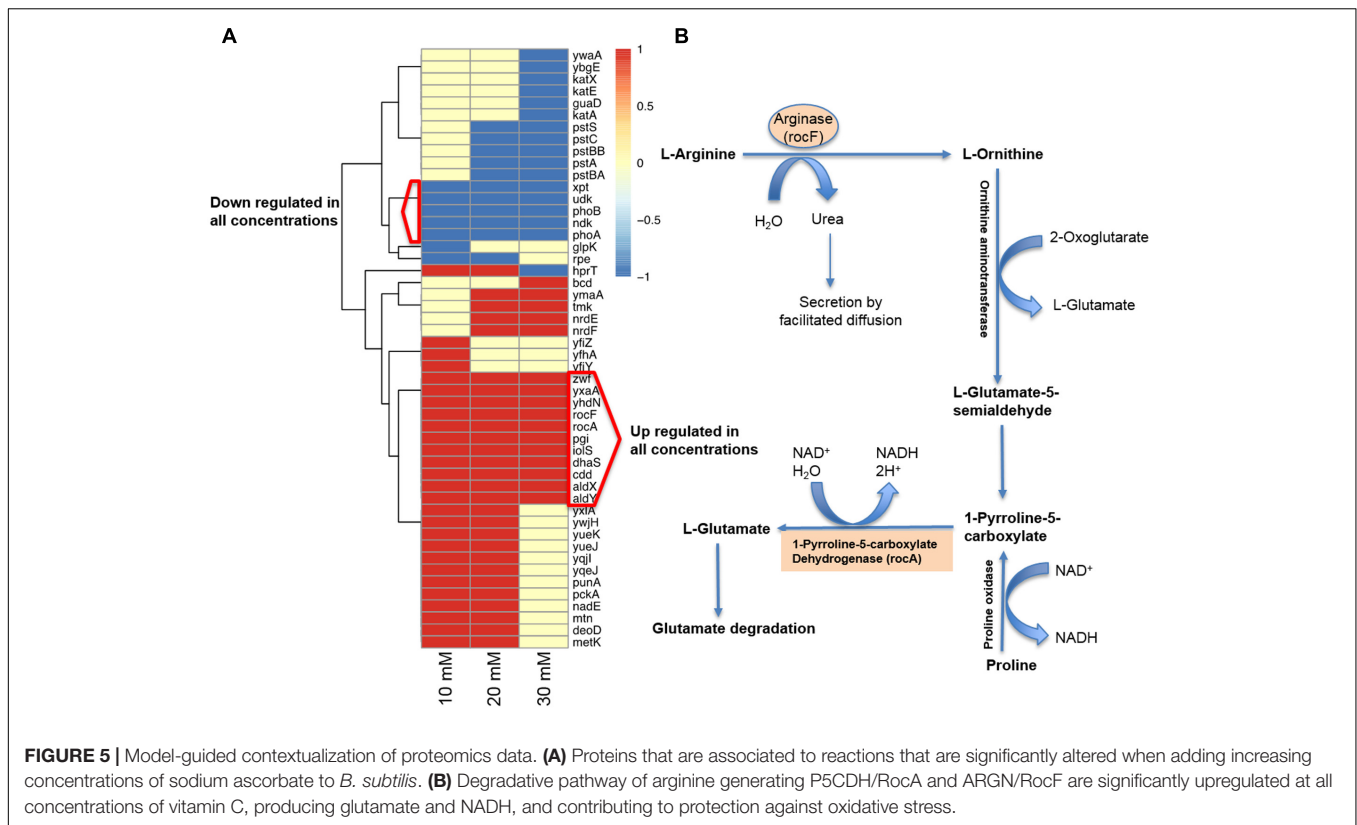 A
B
ywaA
ybgE
katX
katE
guaD
katA
pstS
pstC
pstBB
pstA
pstBA
xpt
udk
phoB
ndk
phoA
glpK
rpe
hprT
bcd
ymaA
tmk
nrdE
nrdF
yfiZ
yfhA
yfiY
zwf
yxaA
yhdN
rocF
rocA
pgi
iolS
dhaS
cdd
aldX
aldY
yxlA
ywjH
yueK
yueJ
yqjI
yqeJ
punA
pckA
nadE
mtn
deoD
metK
1
0.5
0
−0.5
−1
Down regulated in
all concentrations
Up regulated in
all concentrations
10 mM
20 mM
30 mM
Arginase
(rocF)
L-Arginine
L-Ornithine
H₂O
Urea
Secretion by
facilitated diffusion
Ornithine aminotransferase
2-Oxoglutarate
L-Glutamate
L-Glutamate-5-
semialdehyde
NAD⁺
H₂O
NADH
2H⁺
L-Glutamate
1-Pyrroline-5-carboxylate
Dehydrogenase (rocA)
1-Pyrroline-5-
carboxylate
Glutamate degradation
Proline oxidase
NAD⁺
NADH
Proline
FIGURE 5 | Model-guided contextualization of proteomics data. (A) Proteins that are associated to reactions that are significantly altered when adding increasing
concentrations of sodium ascorbate to B. subtilis. (B) Degradative pathway of arginine generating P5CDH/RocA and ARGN/RocF are significantly upregulated at all
concentrations of vitamin C, producing glutamate and NADH, and contributing to protection against oxidative stress.